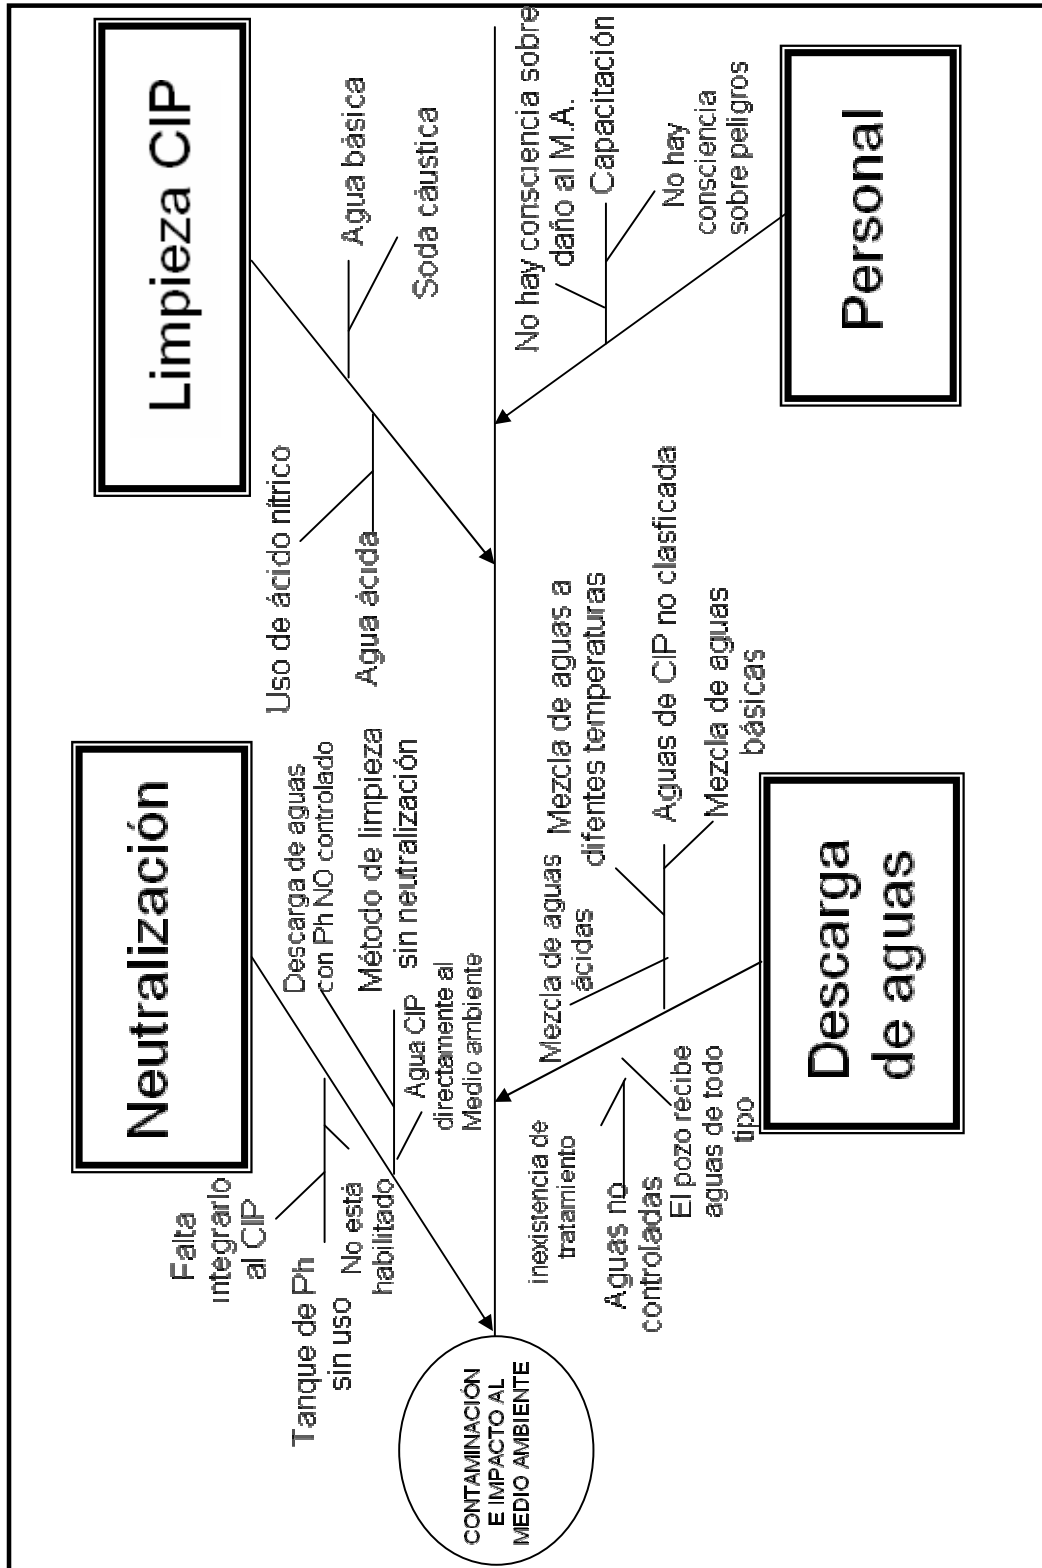 Neutralización
Limpieza CIP
Falta
integrarlo
al CIP
Tanque de Ph
sin uso
No está
habilitado
Descarga de aguas
con Ph NO controlado
Método de limpieza
sin neutralización
Agua CIP
directamente al
Medio ambiente
Uso de ácido nítrico
Agua ácida
Agua básica
Soda cáustica
CONTAMINACIÓN
E IMPACTO AL
MEDIO AMBIENTE
inexistencia de
tratamiento
Aguas no
controladas
El pozo recibe
aguas de todo
tipo
Mezcla de aguas
ácidas
Mezcla de aguas a
difentes temperaturas
Aguas de CIP no clasficada
Mezcla de aguas
básicas
No hay consciencia sobre
daño al M.A.
Capacitación
No hay
consciencia
sobre peligros
Descarga
de aguas
Personal